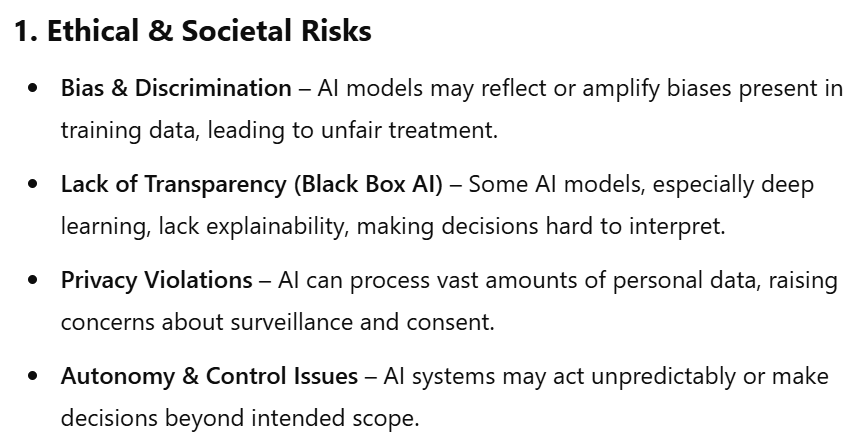 1. Ethical & Societal Risks
• Bias & Discrimination – AI models may reflect or amplify biases present in
training data, leading to unfair treatment.
• Lack of Transparency (Black Box AI) – Some AI models, especially deep
learning, lack explainability, making decisions hard to interpret.
• Privacy Violations – AI can process vast amounts of personal data, raising
concerns about surveillance and consent.
• Autonomy & Control Issues – AI systems may act unpredictably or make
decisions beyond intended scope.